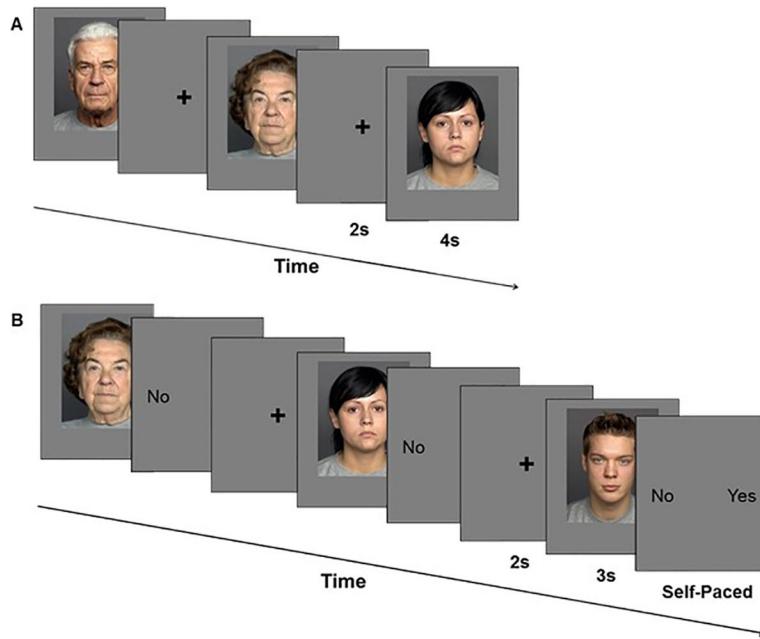 A
+
+
2s
4s
Time
B
No
+
No
+
No Yes
2s
3s
Time
Self-Paced